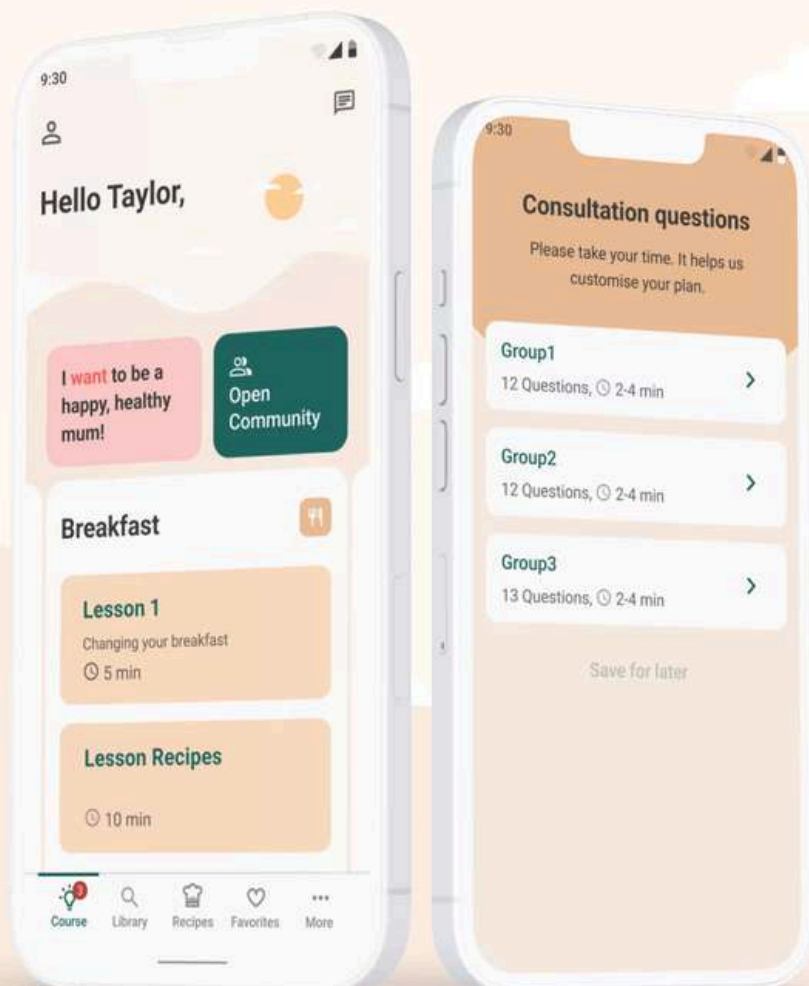 9:30
Hello Taylor,
I want to be a
happy, healthy
mum!
Open
Community
Breakfast
Lesson 1
Changing your breakfast
5 min
Lesson Recipes
10 min
3
Course
Library
Recipes
Favorites
More
9:30
Consultation questions
Please take your time. It helps us
customise your plan.
Group1
12 Questions, 2-4 min
Group2
12 Questions, 2-4 min
Group3
13 Questions, 2-4 min
Save for later